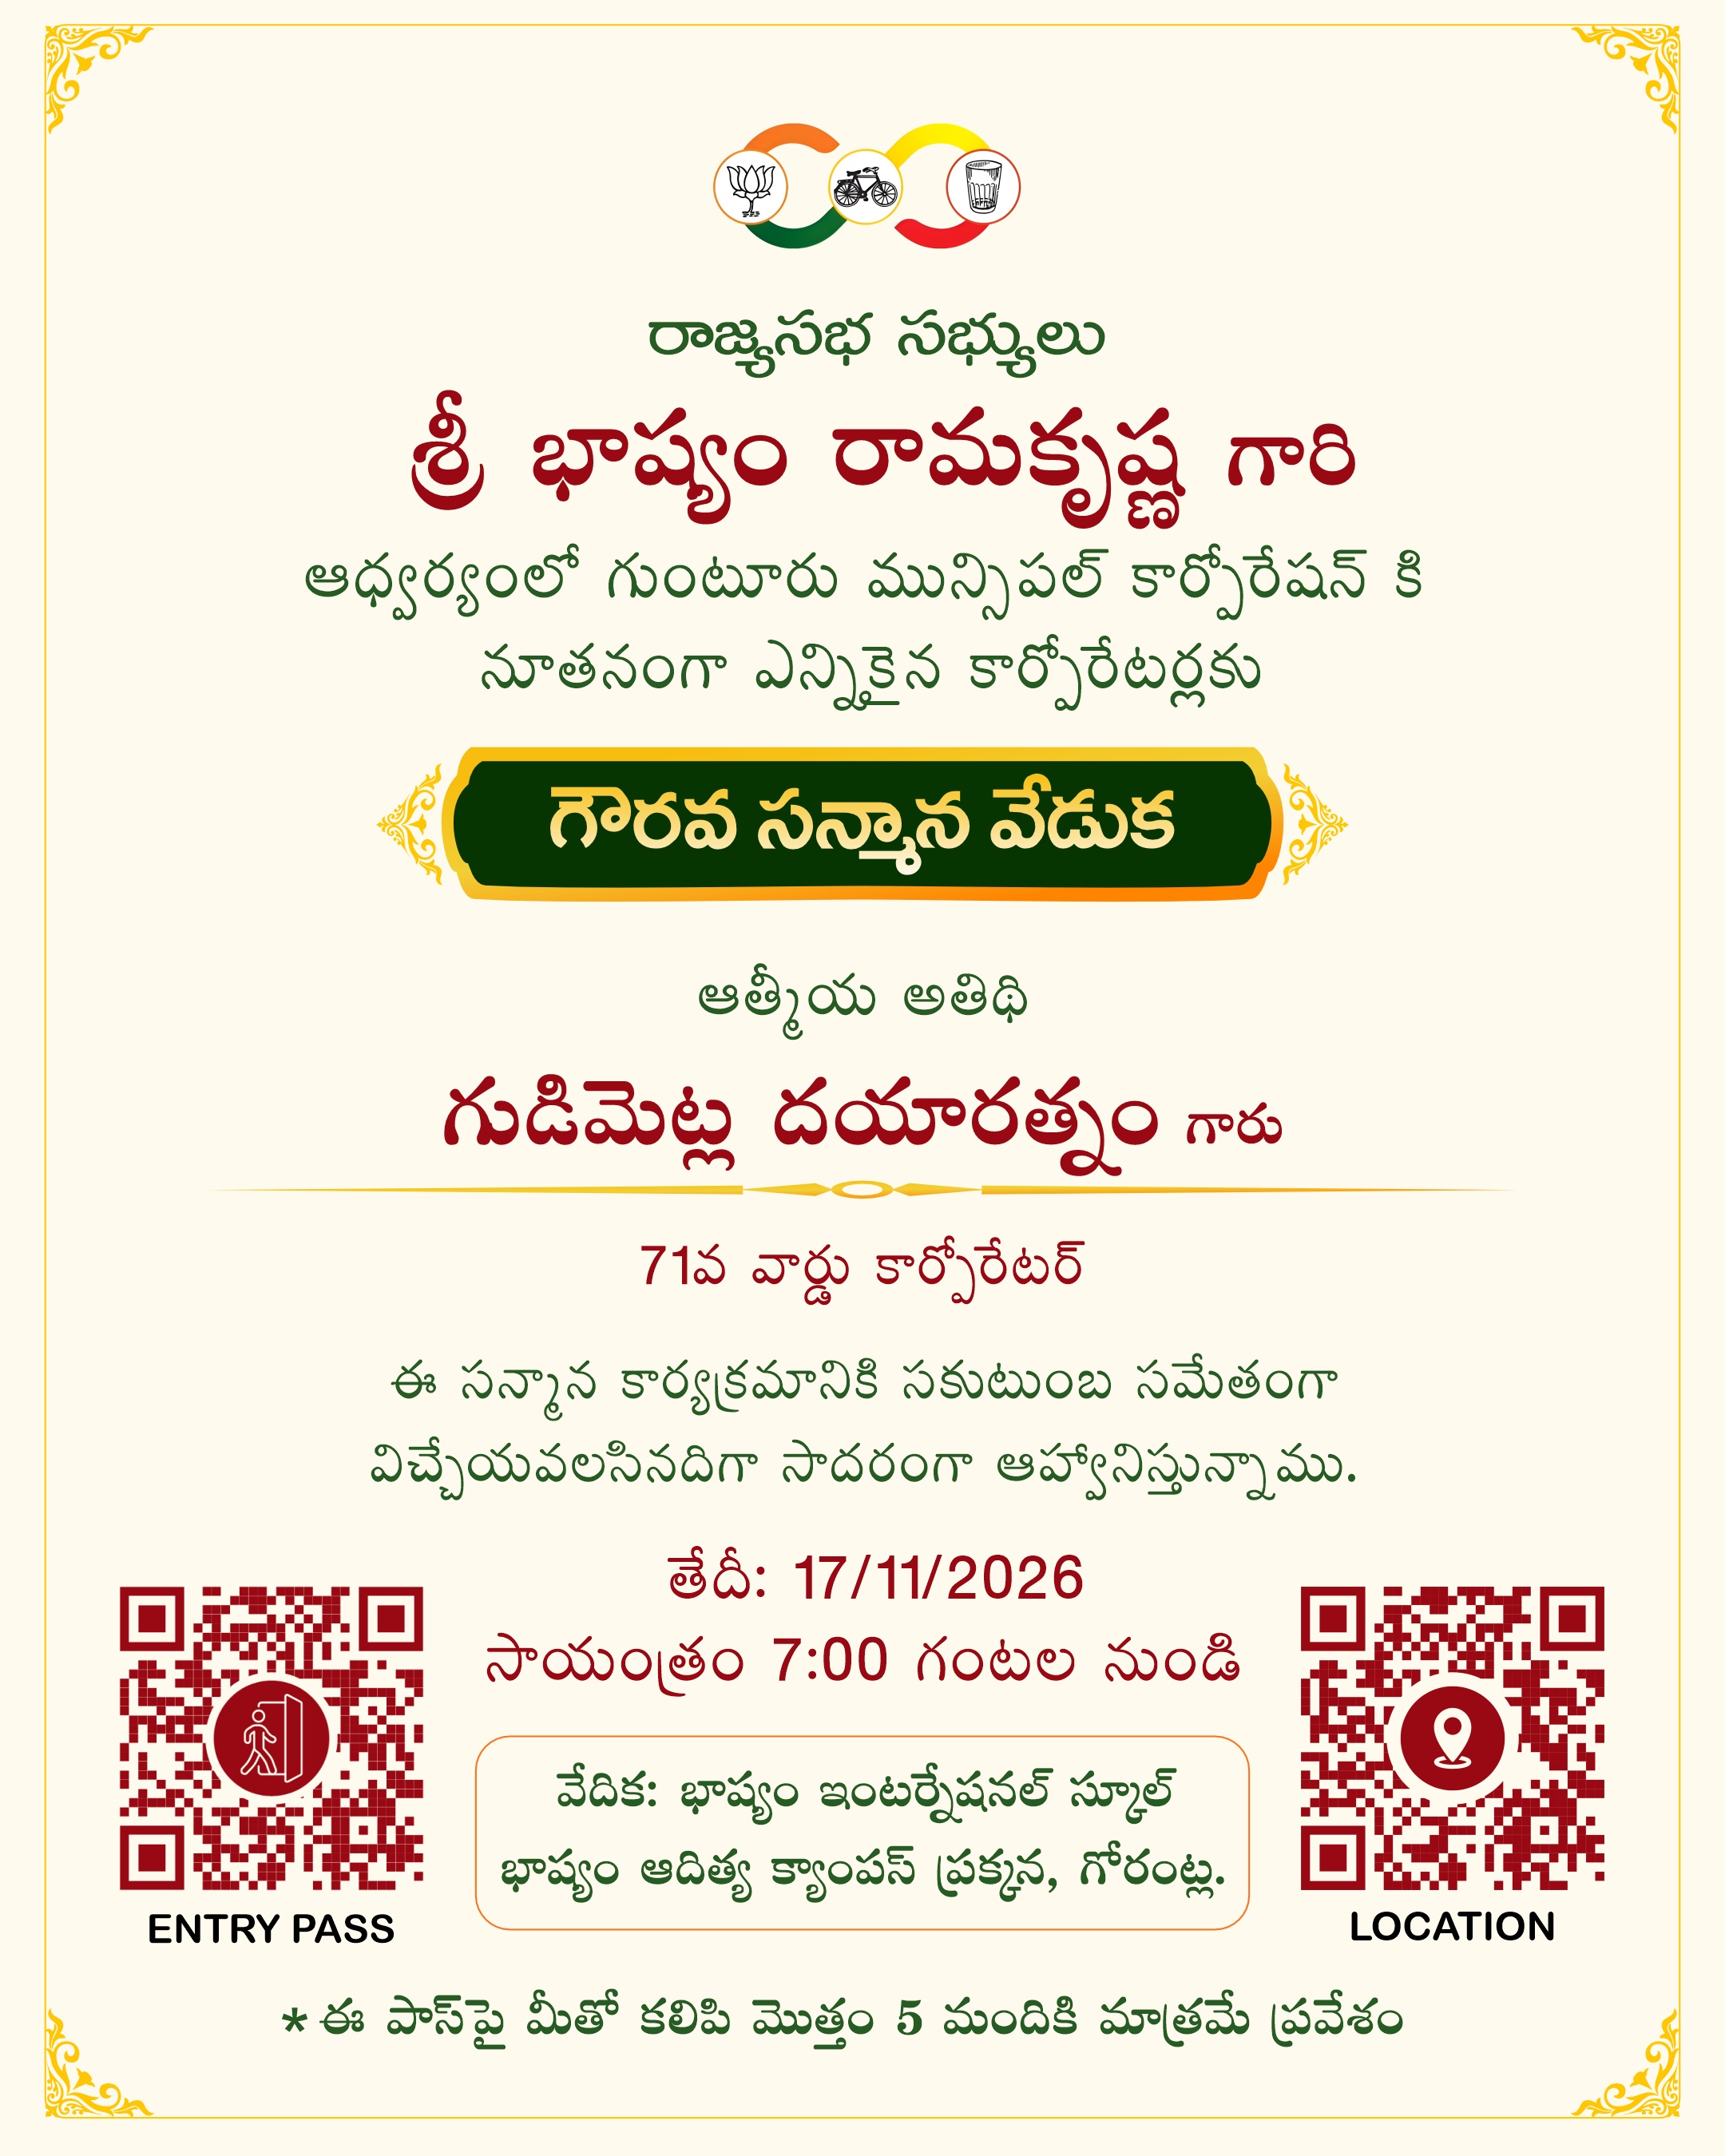 రాజ్యసభ సభ్యులు
శ్రీ భాష్యం రామకృష్ణ గారి
ఆధ్వర్యంలో గుంటూరు మున్సిపల్ కార్పోరేషన్ కి
నూతనంగా ఎన్నికైన కార్పోరేటర్లకు
గౌరవ సన్మాన వేడుక
ఆత్మీయ అతిథి
గుడిమెట్ల దయారత్నం గారు
71వ వార్డు కార్పోరేటర్
ఈ సన్మాన కార్యక్రమానికి సకుటుంబ సమేతంగా
విచ్చేయవలసినదిగా సాదరంగా ఆహ్వానిస్తున్నాము.
తేదీ: 17/11/2026
సాయంత్రం 7:00 గంటల నుండి
వేదిక: భాష్యం ఇంటర్నేషనల్ స్కూల్
భాష్యం ఆదిత్య క్యాంపస్ ప్రక్కన, గోరంట్ల.
ENTRY PASS
LOCATION
* ఈ పాస్‌పై మీతో కలిపి మొత్తం 5 మందికి మాత్రమే ప్రవేశం